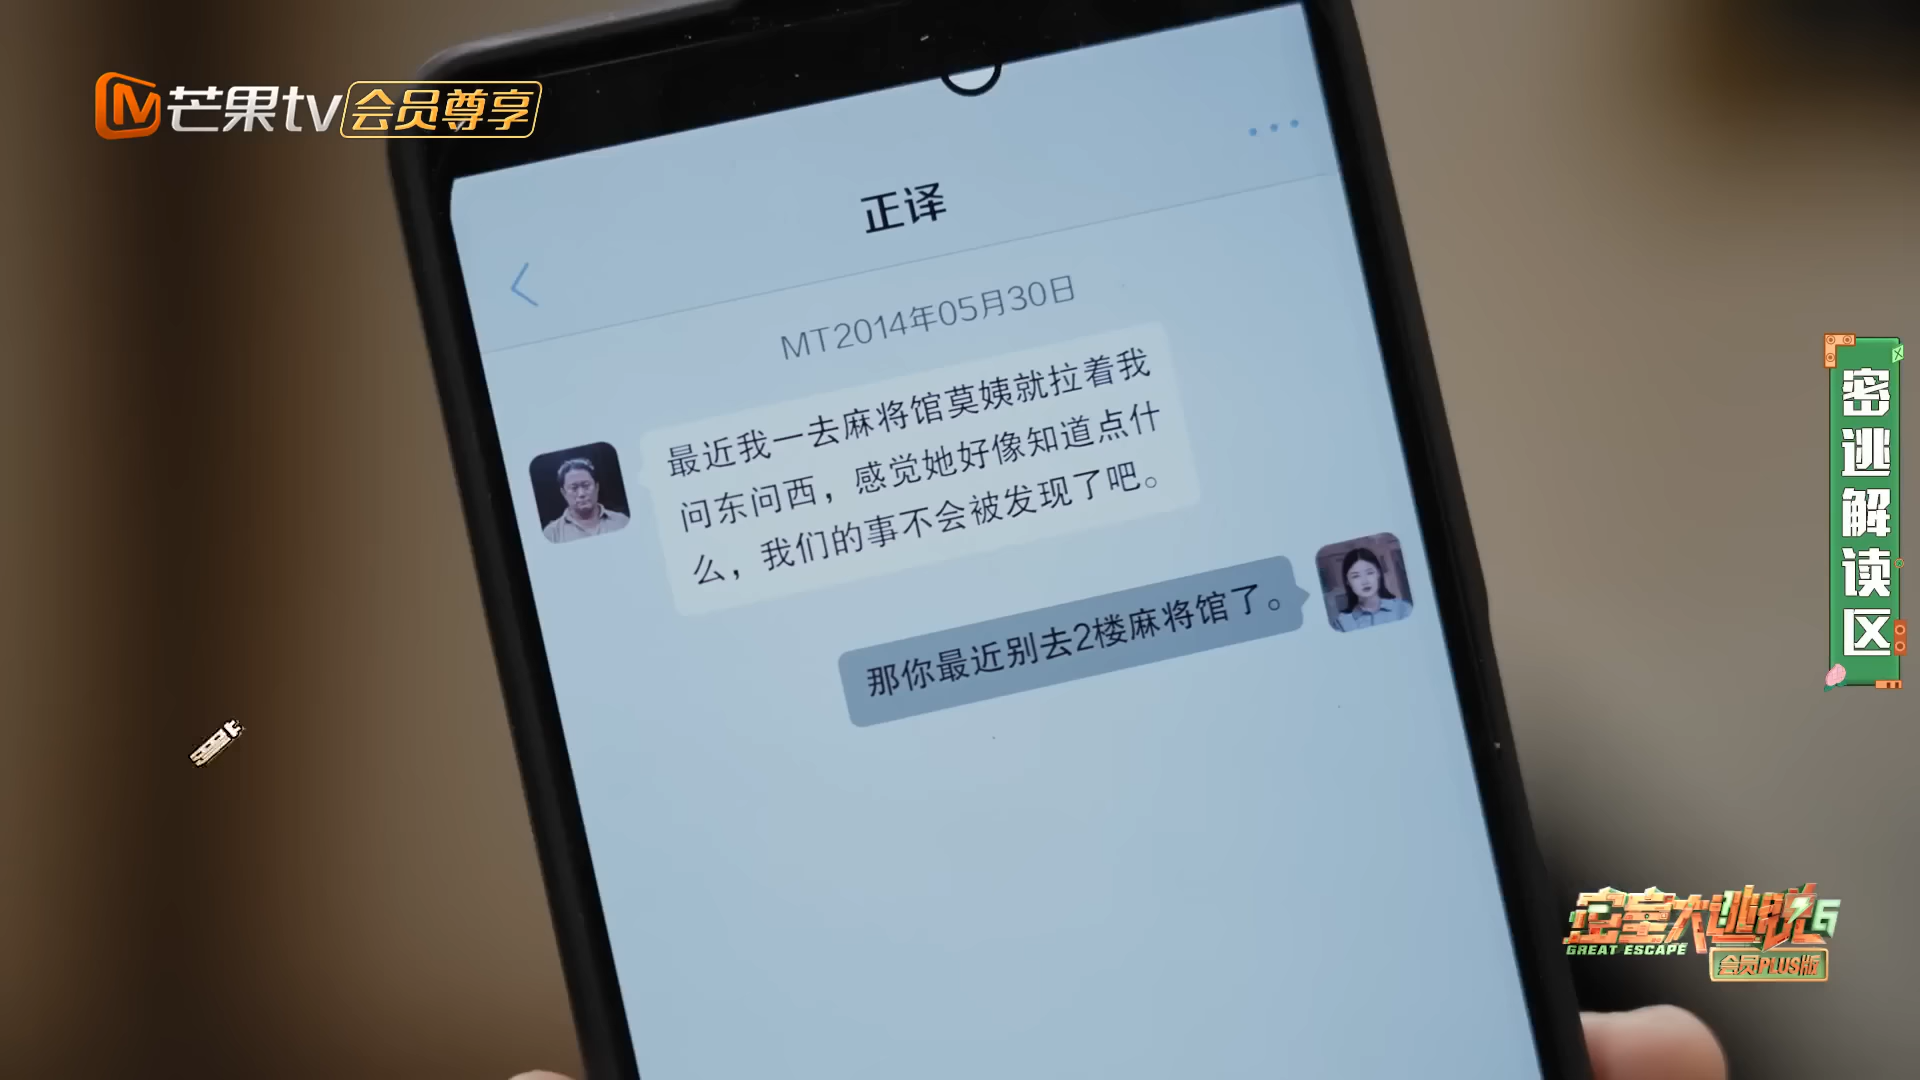 芒果tv会员尊享
正译
MT2014年05月30日
最近我一去麻将馆莫姨就拉着我
问东问西，感觉她好像知道点什
么，我们的事不会被发现了吧。
那你最近别去2楼麻将馆了。
密逃解读区
密室大逃脱6
GREAT ESCAPE
会员PLUS版